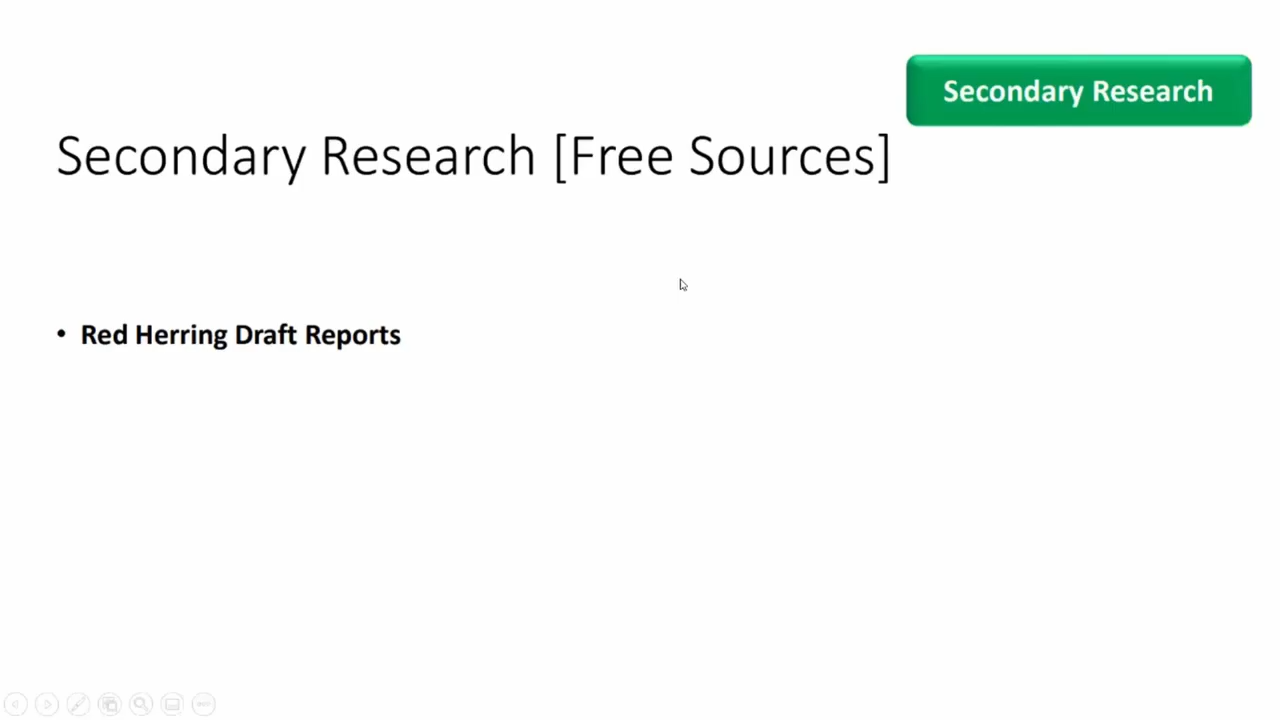 Secondary Research
Secondary Research [Free Sources]
• Red Herring Draft Reports